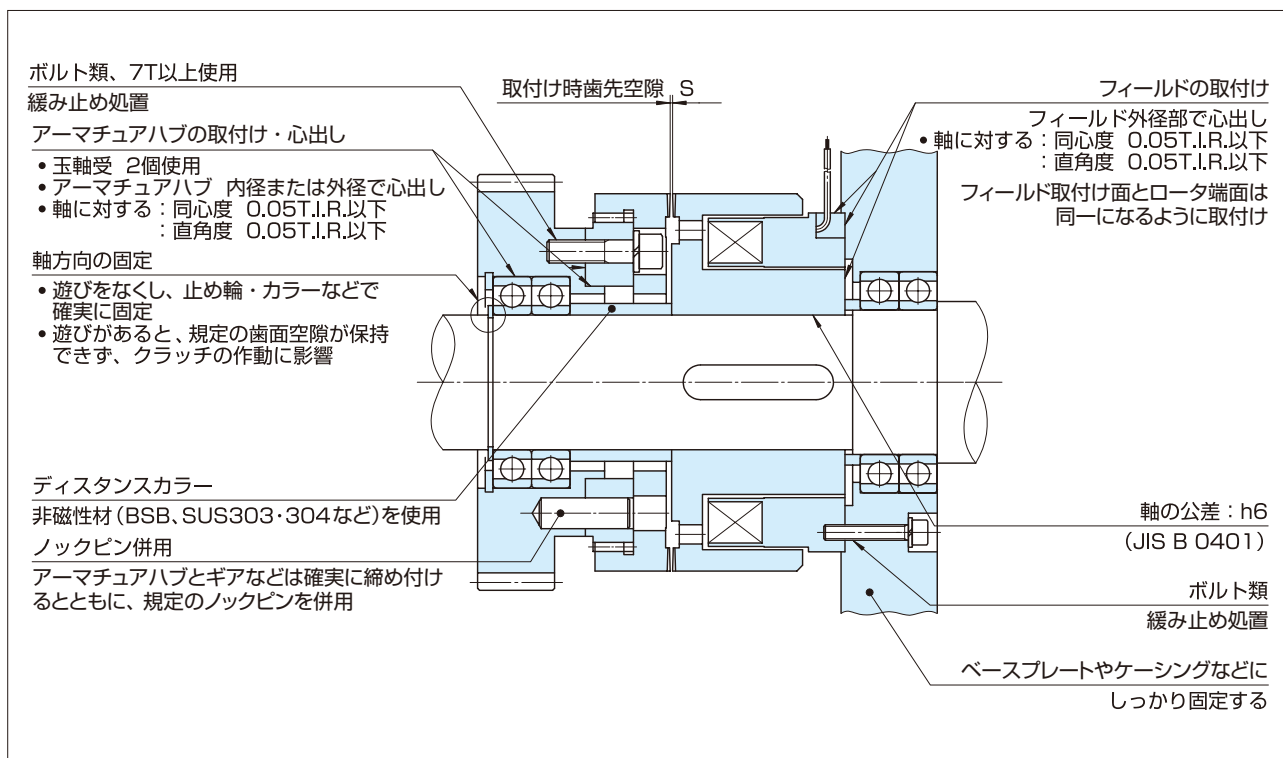 ボルト類、7T以上使用
緩み止め処置
アーマチュアハブの取付け・心出し
• 玉軸受 2個使用
• アーマチュアハブ 内径または外径で心出し
• 軸に対する：同心度 0.05T.I.R.以下
：直角度 0.05T.I.R.以下
軸方向の固定
• 遊びをなくし、止め輪・カラーなどで
確実に固定
• 遊びがあると、規定の歯面空隙が保持
できず、クラッチの作動に影響
ディスタンスカラー
非磁性材（BSB、SUS303・304など）を使用
ノックピン併用
アーマチュアハブとギアなどは確実に締め付け
るとともに、規定のノックピンを併用
取付け時歯先空隙 S
フィールドの取付け
フィールド外径部で心出し
• 軸に対する：同心度 0.05T.I.R.以下
：直角度 0.05T.I.R.以下
フィールド取付け面とロータ端面は
同一になるように取付け
軸の公差：h6
（JIS B 0401）
ボルト類
緩み止め処置
ベースプレートやケーシングなどに
しっかり固定する